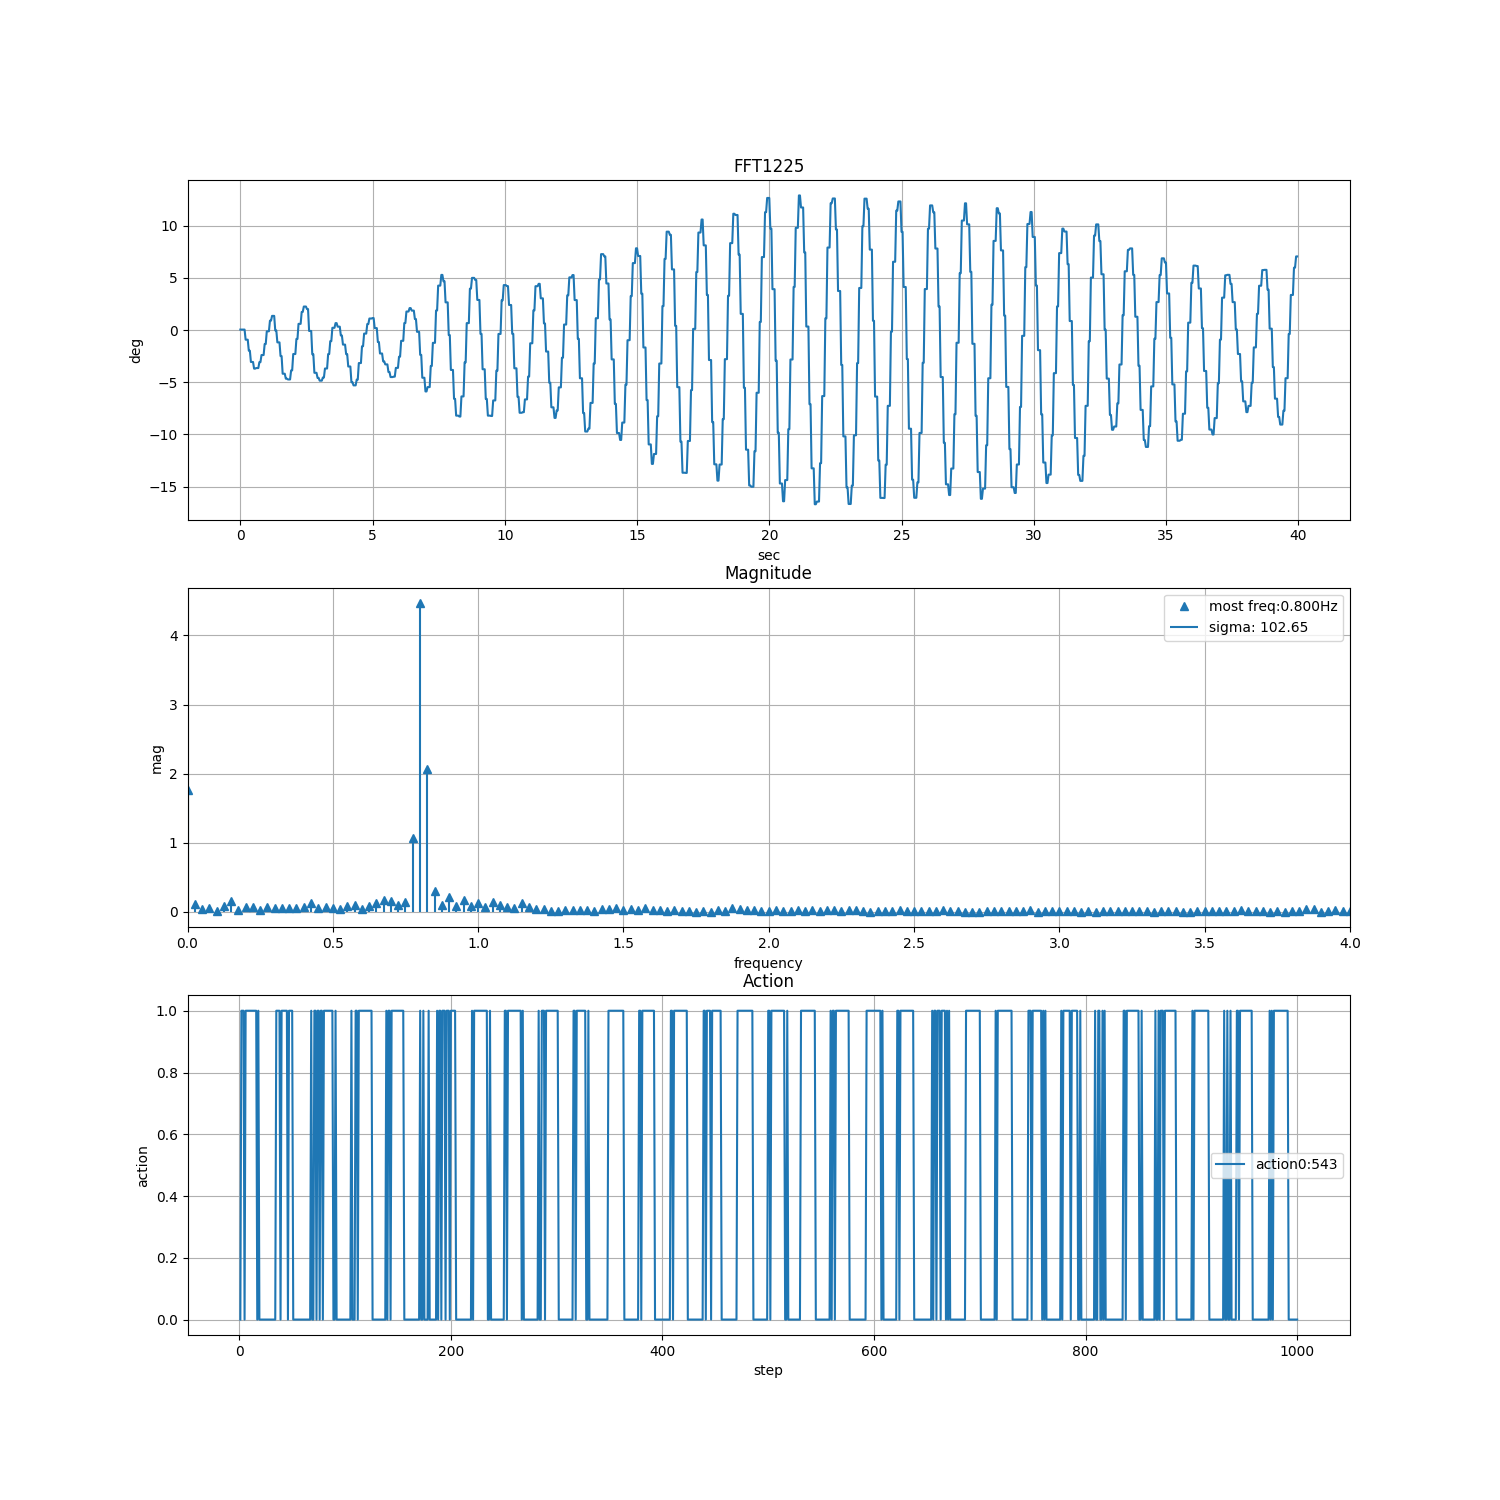 FFT1225
10
5
0
−5
−10
−15
deg
0 5 10 15 20 25 30 35 40
sec
Magnitude
most freq:0.800Hz
sigma: 102.65
4
3
2
1
0
mag
0.0 0.5 1.0 1.5 2.0 2.5 3.0 3.5 4.0
frequency
Action
1.0
0.8
0.6
0.4
0.2
0.0
action
action0:543
0 200 400 600 800 1000
step